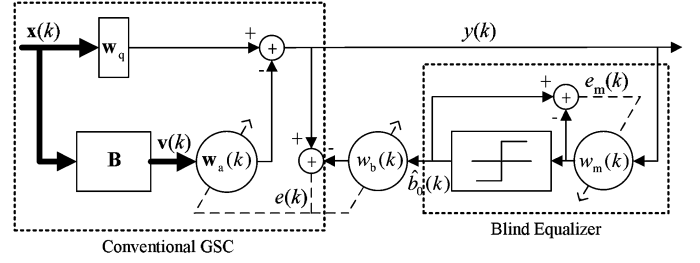 x(k)
w_q
+
+
-
y(k)
B
v(k)
w_a(k)
+
+
-
e(k)
w_b(k)
b̂_0(k)
+
+
-
e_m(k)
w_m(k)
Conventional GSC
Blind Equalizer